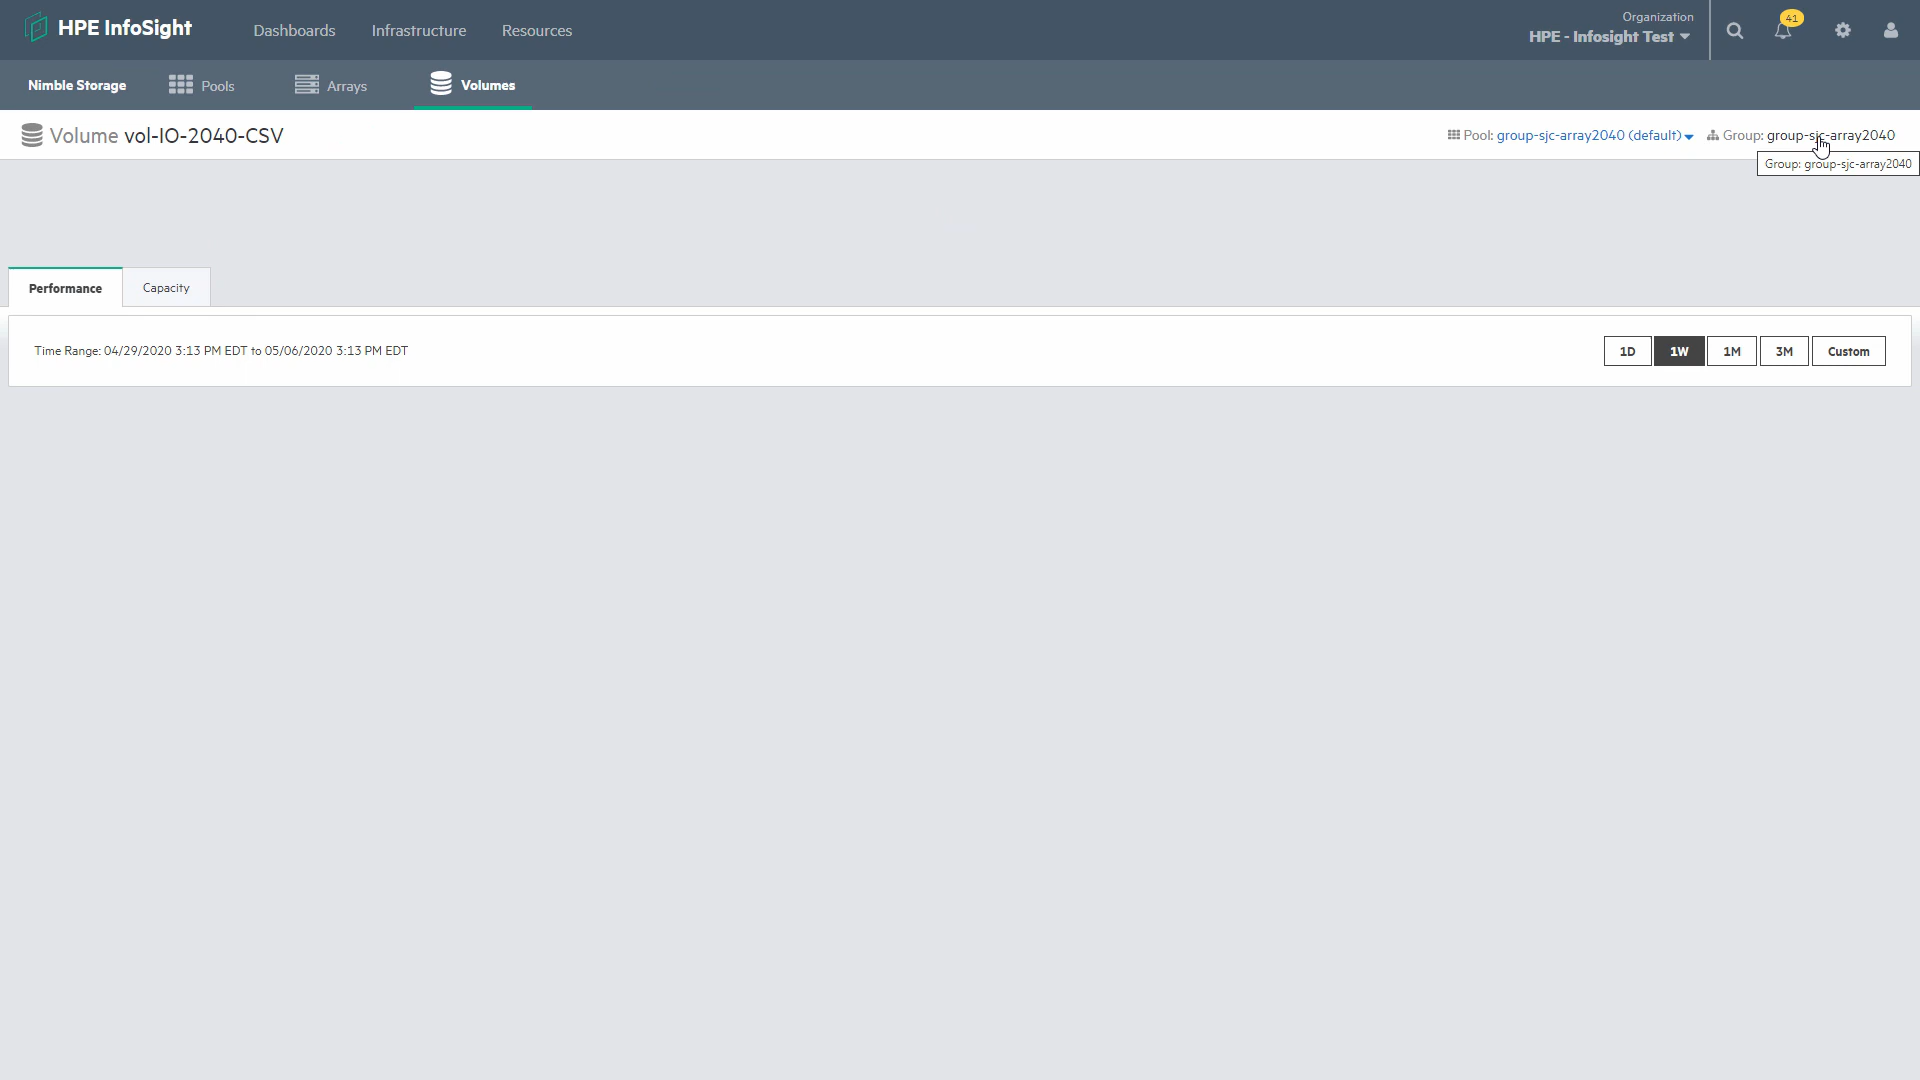 HPE InfoSight
Dashboards
Infrastructure
Resources
Organization
HPE - Infosight Test
41
Nimble Storage
Pools
Arrays
Volumes
Volume vol-IO-2040-CSV
Pool: group-sjc-array2040 (default)
Group: group-sjc-array2040
Group: group-sjc-array2040
Performance
Capacity
Time Range: 04/29/2020 3:13 PM EDT to 05/06/2020 3:13 PM EDT
1D
1W
1M
3M
Custom